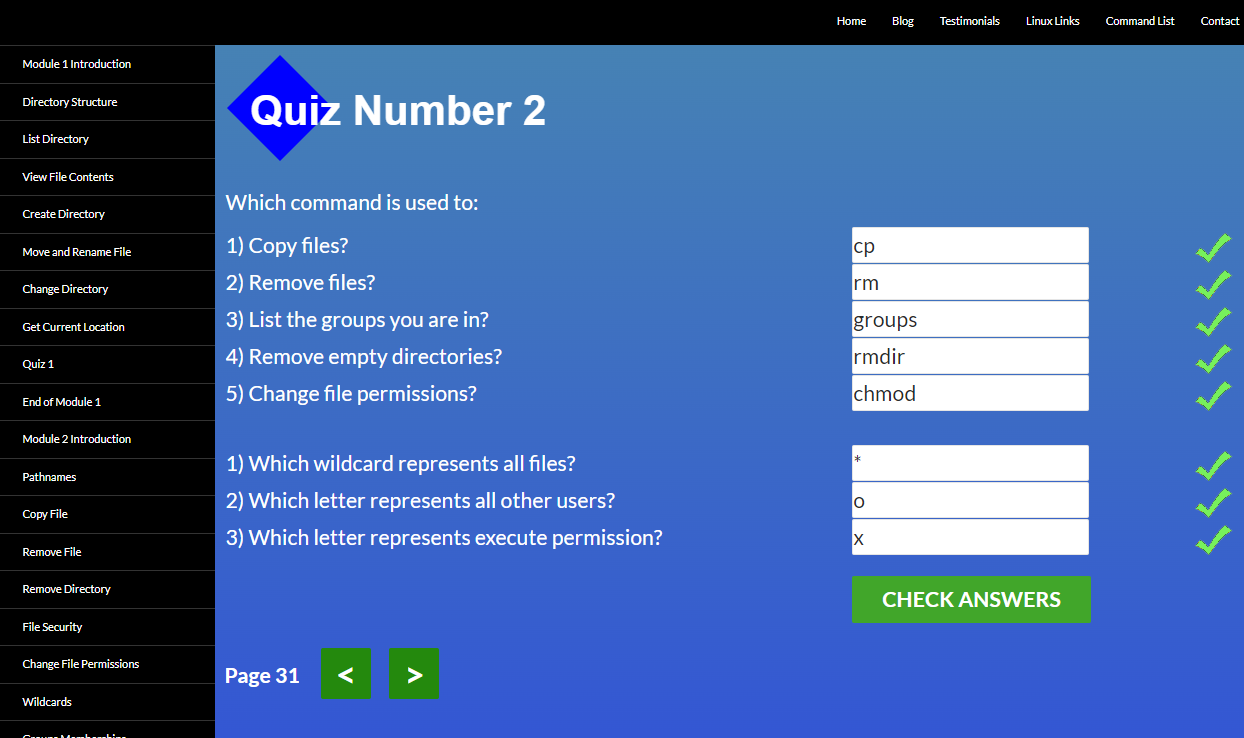 Home Blog Testimonials Linux Links Command List Contact
Module 1 Introduction
Directory Structure
List Directory
View File Contents
Create Directory
Move and Rename File
Change Directory
Get Current Location
Quiz 1
End of Module 1
Module 2 Introduction
Pathnames
Copy File
Remove File
Remove Directory
File Security
Change File Permissions
Wildcards
Quiz Number 2
Which command is used to:
1) Copy files? cp
2) Remove files? rm
3) List the groups you are in? groups
4) Remove empty directories? rmdir
5) Change file permissions? chmod
1) Which wildcard represents all files? *
2) Which letter represents all other users? o
3) Which letter represents execute permission? x
CHECK ANSWERS
Page 31 < >